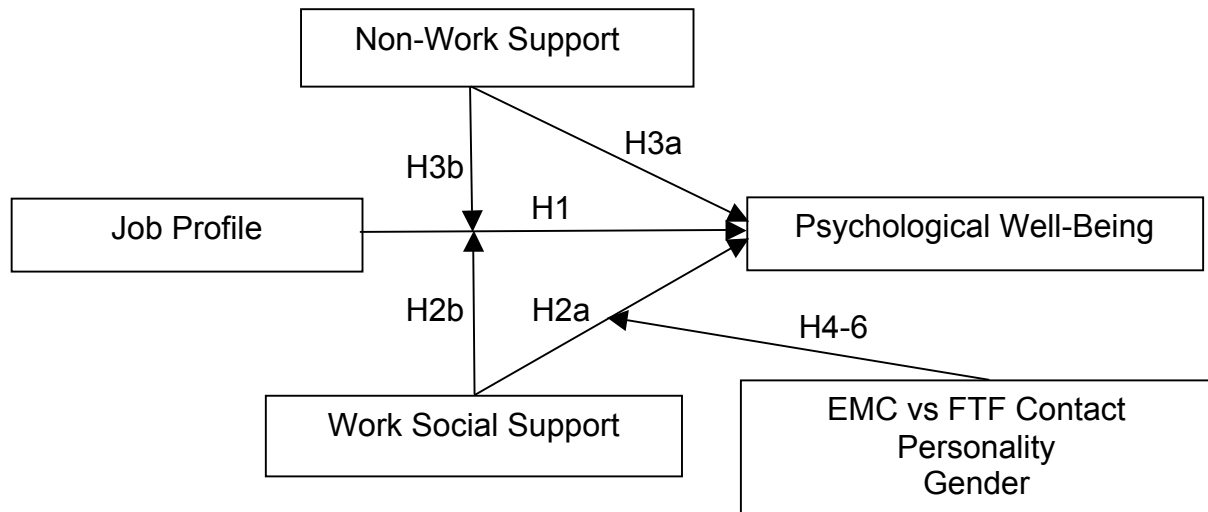 Non-Work Support
H3a
H3b
H1
Job Profile
Psychological Well-Being
H2b
H2a
H4-6
Work Social Support
EMC vs FTF Contact
Personality
Gender